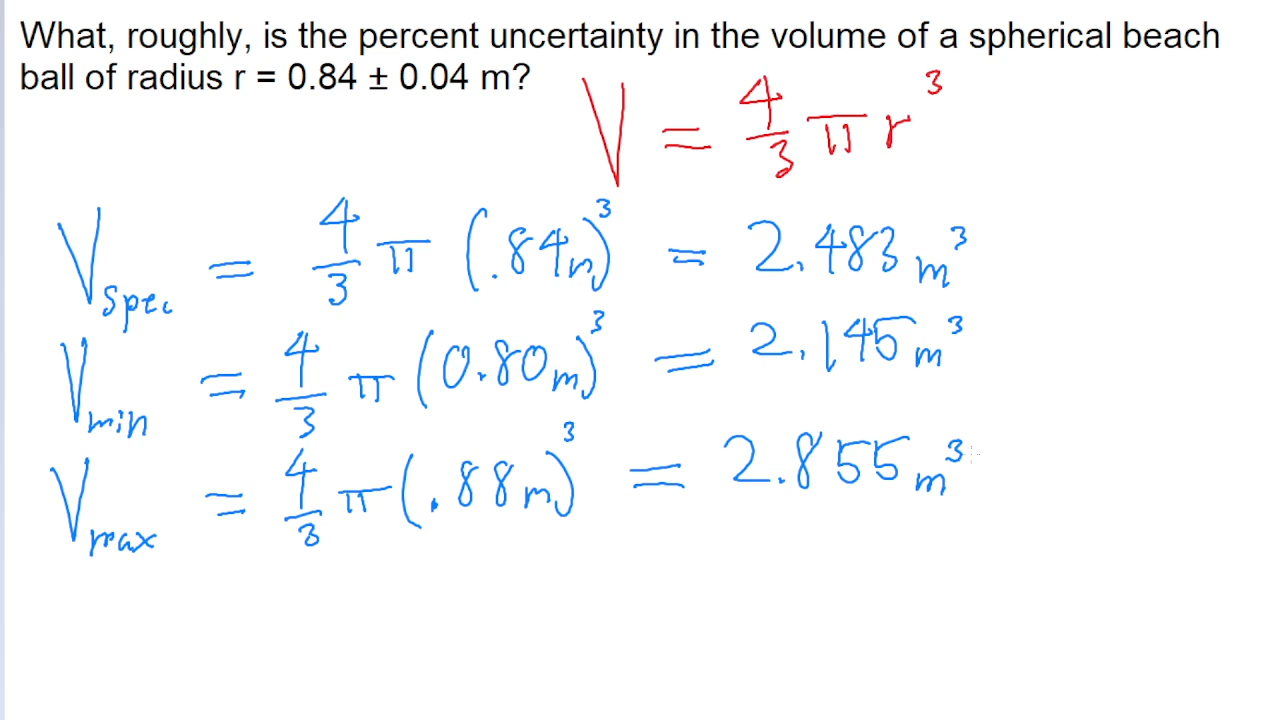 What, roughly, is the percent uncertainty in the volume of a spherical beach
ball of radius r = 0.84 ± 0.04 m?
V = 4/3 π r³
V_spec = 4/3 π (.84m)³ = 2.483 m³
V_min = 4/3 π (0.80m)³ = 2.145 m³
V_max = 4/3 π (.88m)³ = 2.855 m³